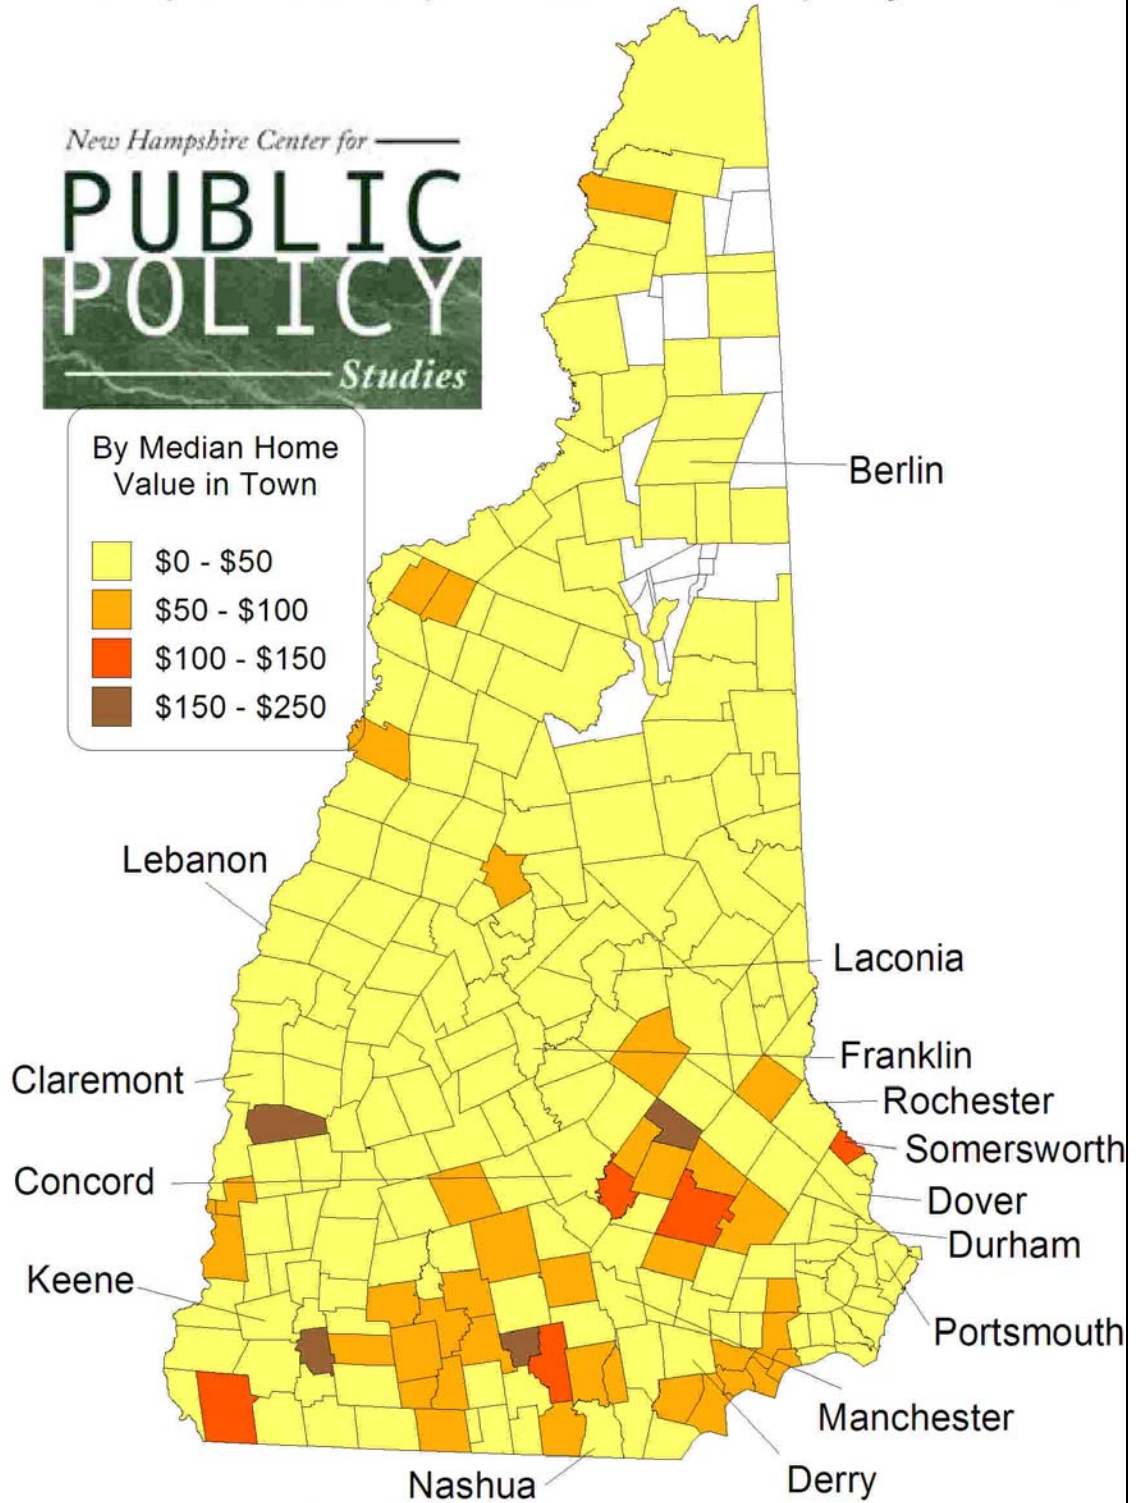 New Hampshire Center for
PUBLIC
POLICY
Studies
By Median Home
Value in Town
$0 - $50
$50 - $100
$100 - $150
$150 - $250
Berlin
Lebanon
Laconia
Franklin
Claremont
Rochester
Somersworth
Concord
Dover
Durham
Keene
Portsmouth
Manchester
Derry
Nashua